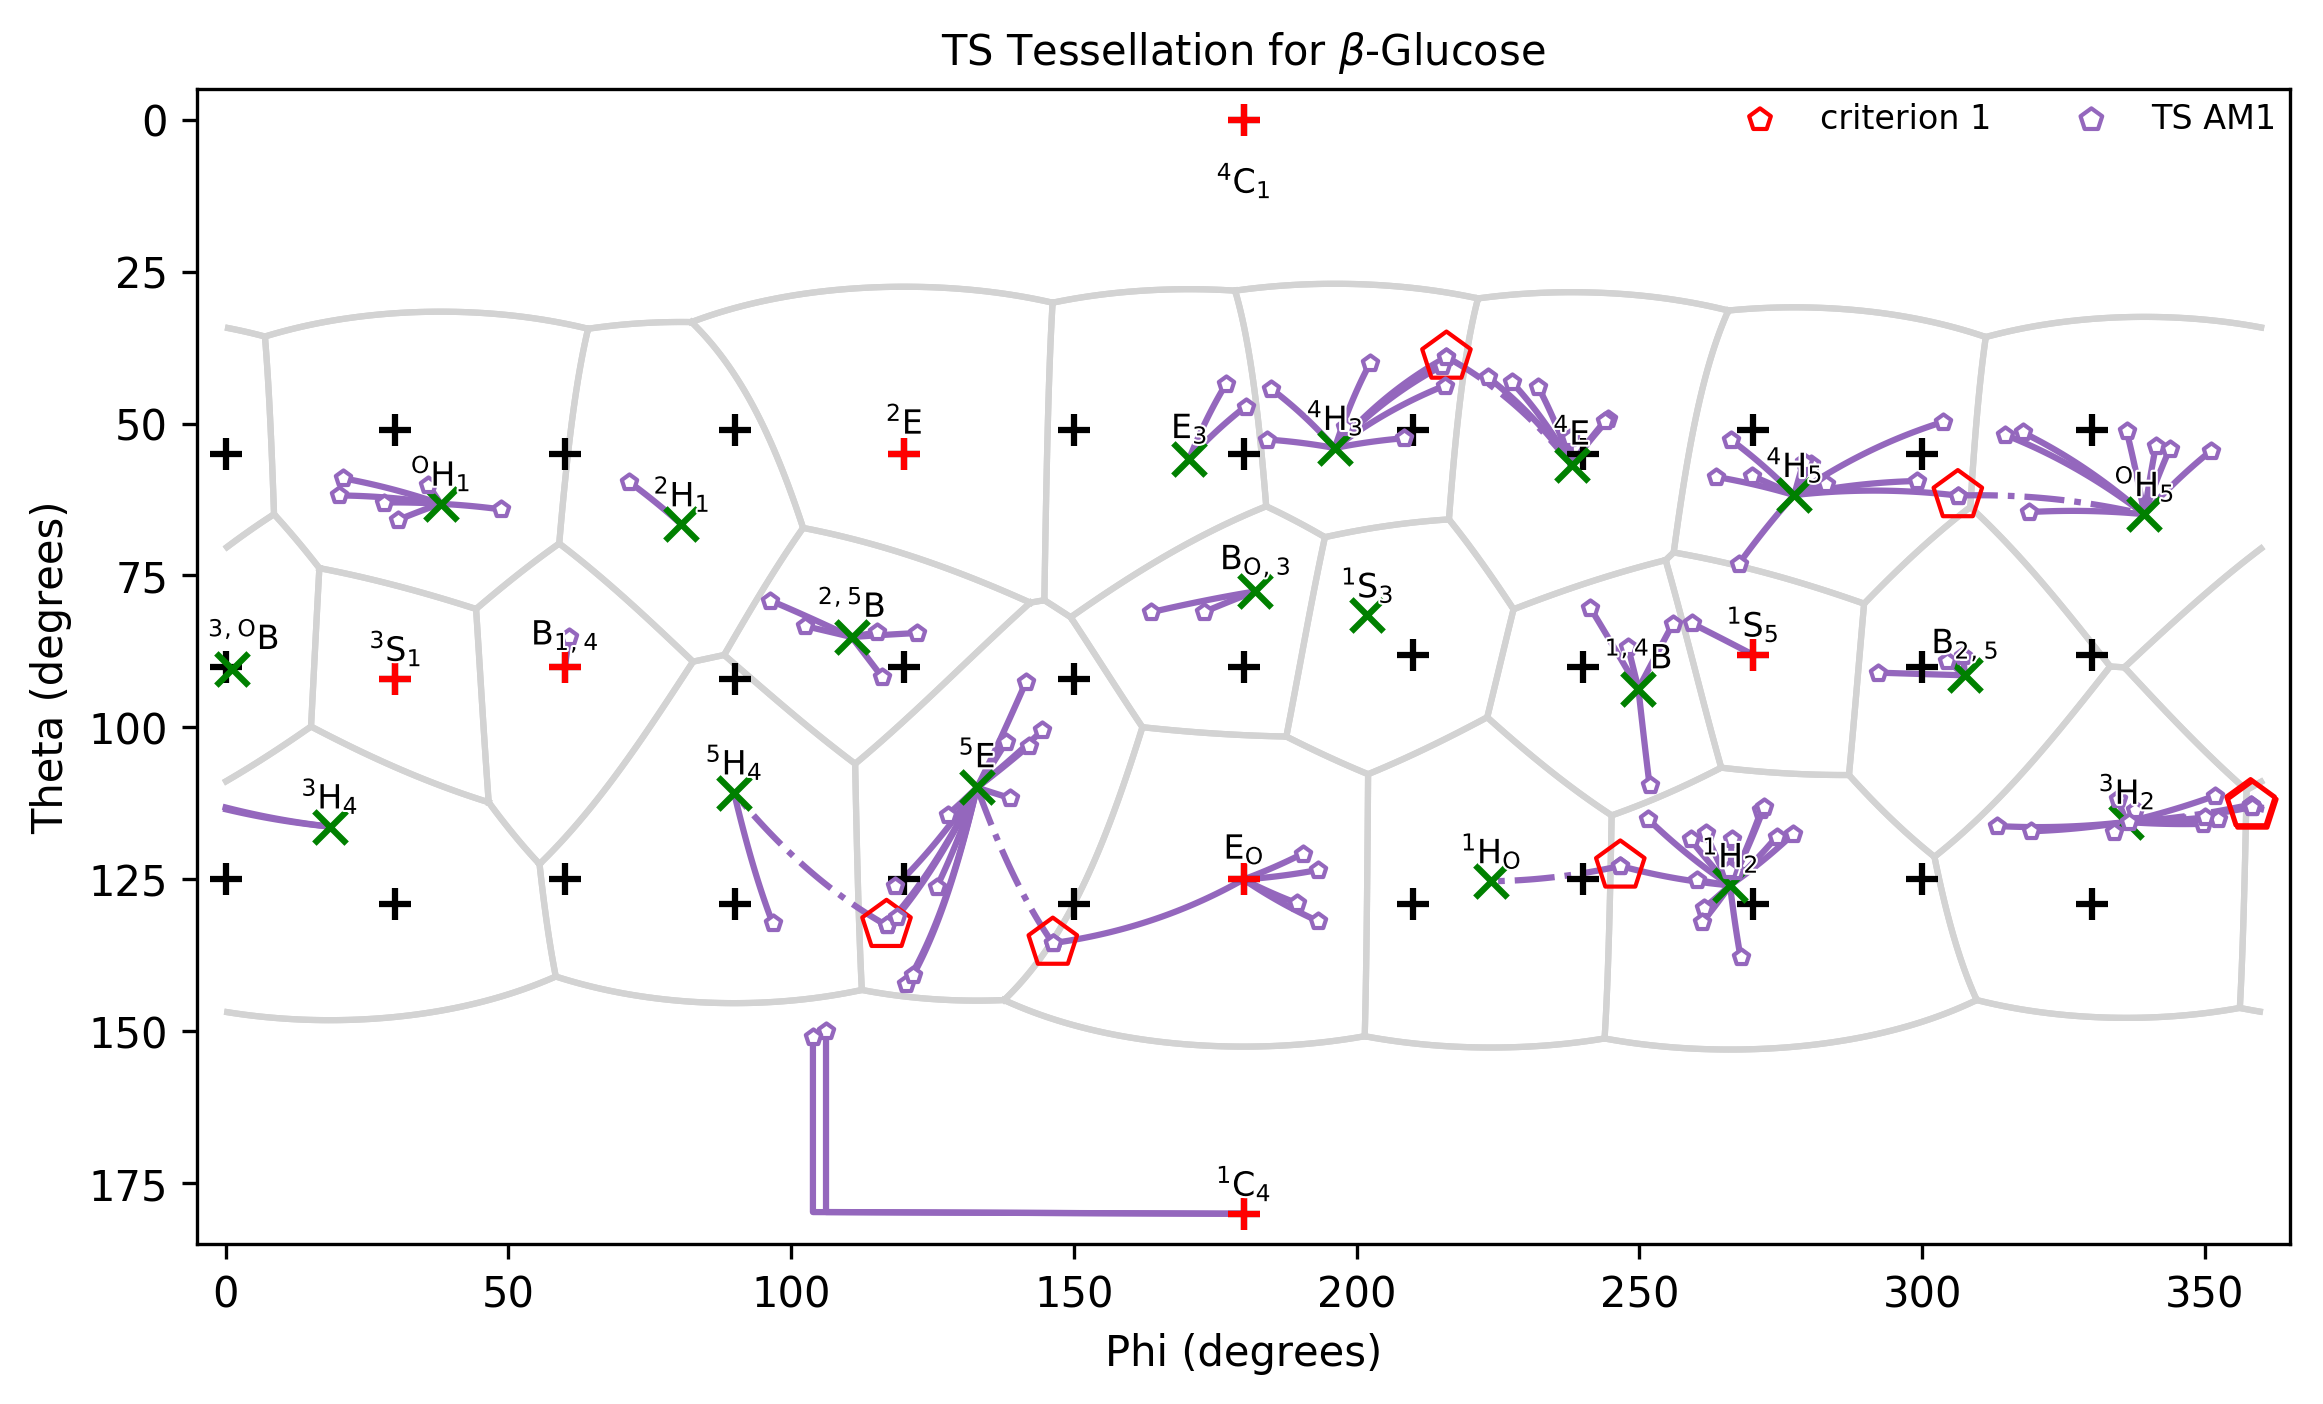 TS Tessellation for β-Glucose
criterion 1
TS AM1
⁴C₁
²E
E₃
⁴H₃
⁴E
⁴H₅
ᴼH₁
²H₁
ᴼH₅
B_O,3
¹S₃
^2,5B
^3,OB
³S₁
B_1,4
¹S₅
^1,4B
B_2,5
⁵H₄
⁵E
³H₄
³H₂
E_O
¹H_O
¹H₂
¹C₄
0
25
50
75
100
125
150
175
Theta (degrees)
0 50 100 150 200 250 300 350
Phi (degrees)